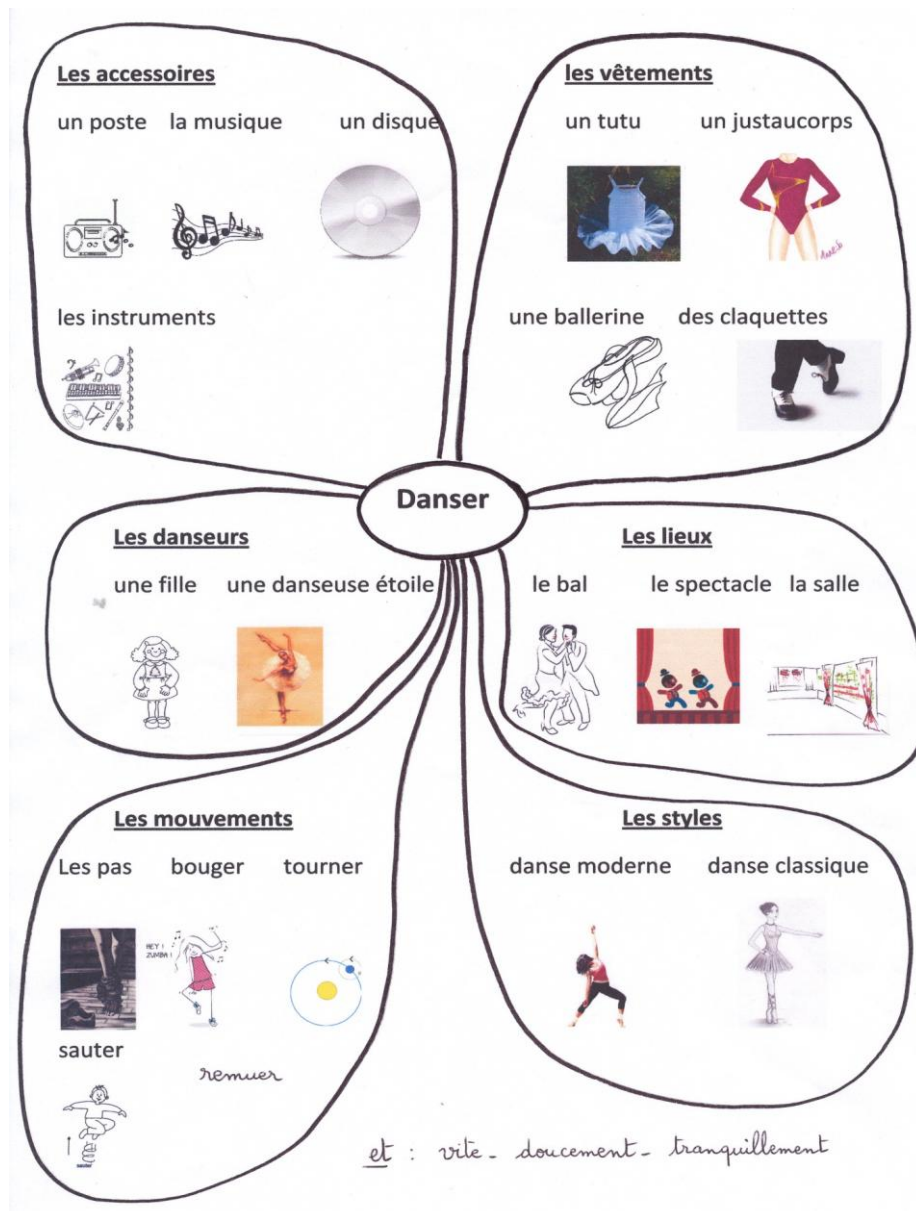 Les accessoires
un poste la musique un disque
les instruments
les vêtements
un tutu un justaucorps
une ballerine des claquettes
Danser
Les danseurs
une fille une danseuse étoile
Les lieux
le bal le spectacle la salle
Les mouvements
Les pas bouger tourner
HEY !
ZUMBA !
sauter
remuer
sauter
Les styles
danse moderne danse classique
et : vite - doucement - tranquillement